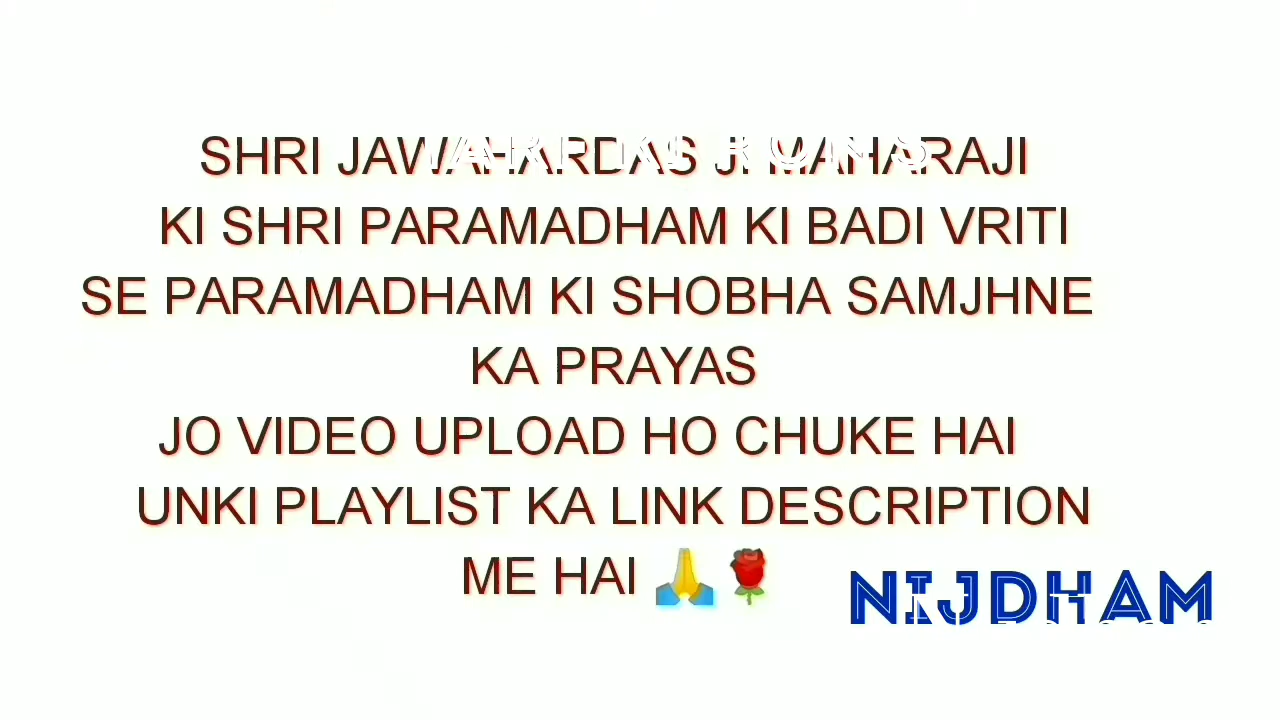 SHRI JAWAHARDAS JI MAHARAJI
KI SHRI PARAMADHAM KI BADI VRITI
SE PARAMADHAM KI SHOBHA SAMJHNE
KA PRAYAS
JO VIDEO UPLOAD HO CHUKE HAI
UNKI PLAYLIST KA LINK DESCRIPTION
ME HAI 🙏🌹
NIJDHAM